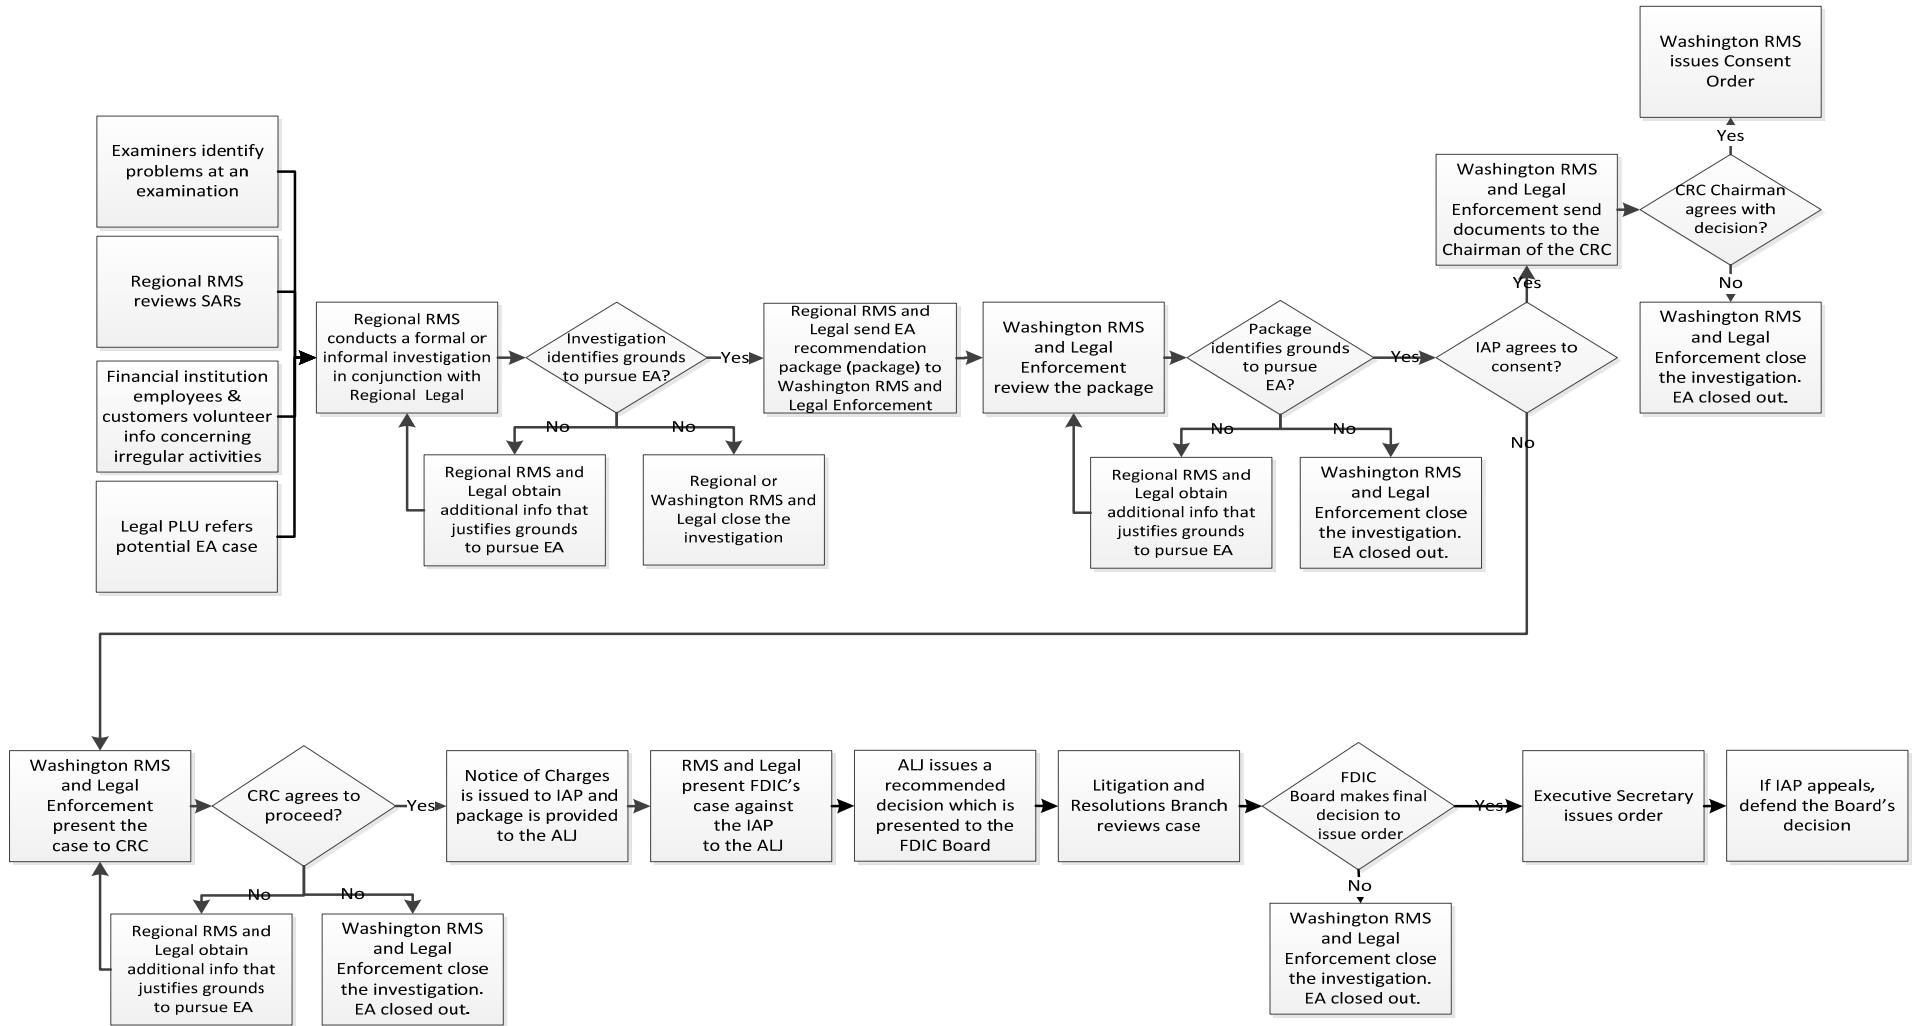 Examiners identify
problems at an
examination
Regional RMS
reviews SARs
Financial institution
employees &
customers volunteer
info concerning
irregular activities
Legal PLU refers
potential EA case
Regional RMS
conducts a formal or
informal investigation
in conjunction with
Regional Legal
Investigation
identifies grounds
to pursue EA?
Yes
No
No
Regional RMS and
Legal obtain
additional info that
justifies grounds
to pursue EA
Regional or
Washington RMS and
Legal close the
investigation
Regional RMS and
Legal send EA
recommendation
package (package) to
Washington RMS and
Legal Enforcement
Washington RMS
and Legal
Enforcement
review the package
Package
identifies grounds
to pursue
EA?
Yes
No
No
Regional RMS and
Legal obtain
additional info that
justifies grounds
to pursue EA
Washington RMS
and Legal
Enforcement close
the investigation.
EA closed out.
IAP agrees to
consent?
Yes
No
Washington RMS
and Legal
Enforcement send
documents to the
Chairman of the CRC
CRC Chairman
agrees with
decision?
Yes
Washington RMS
issues Consent
Order
No
Washington RMS
and Legal
Enforcement close
the investigation.
EA closed out.
Washington RMS
and Legal
Enforcement
present the
case to CRC
CRC agrees to
proceed?
Yes
No
No
Regional RMS and
Legal obtain
additional info that
justifies grounds
to pursue EA
Washington RMS
and Legal
Enforcement close
the investigation.
EA closed out.
Notice of Charges
is issued to IAP and
package is provided
to the ALJ
RMS and Legal
present FDIC's
case against
the IAP
to the ALJ
ALJ issues a
recommended
decision which is
presented to the
FDIC Board
Litigation and
Resolutions Branch
reviews case
FDIC
Board makes final
decision to
issue order
Yes
No
Washington RMS
and Legal
Enforcement close
the investigation.
EA closed out.
Executive Secretary
issues order
If IAP appeals,
defend the Board's
decision